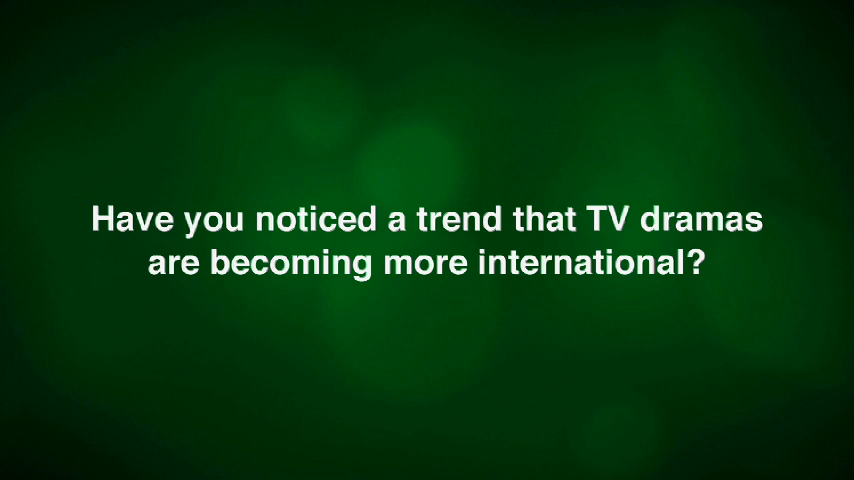 Have you noticed a trend that TV dramas
are becoming more international?